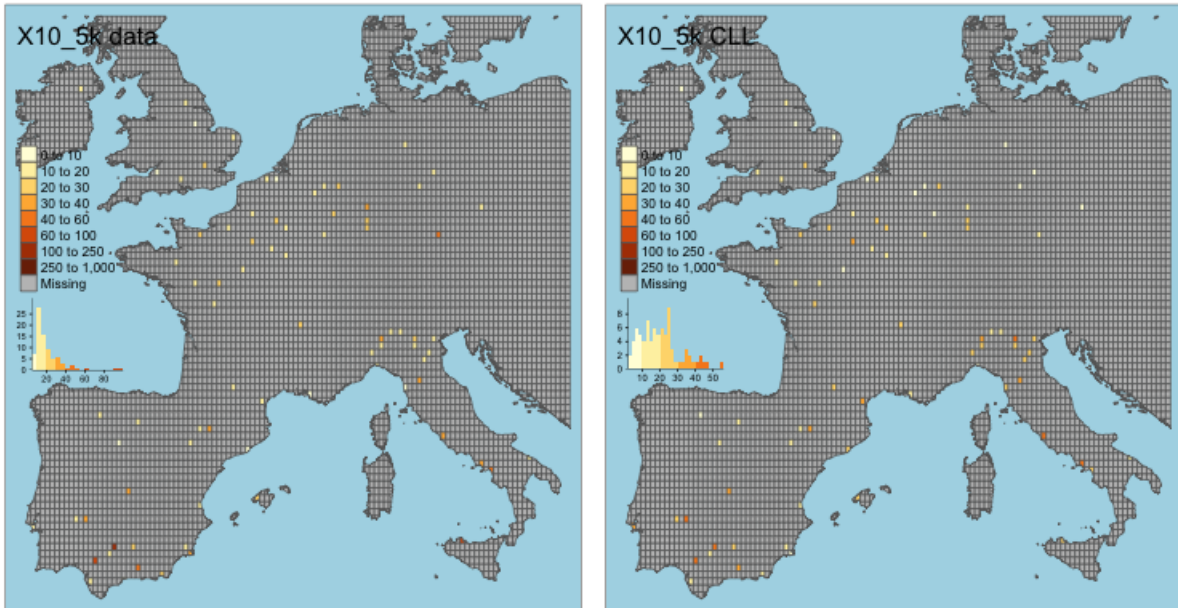 X10_5k data
0 to 10
10 to 20
20 to 30
30 to 40
40 to 60
60 to 100
100 to 250
250 to 1,000
Missing
25
20
15
10
5
0
20 40 60 80
X10_5k CLL
0 to 10
10 to 20
20 to 30
30 to 40
40 to 60
60 to 100
100 to 250
250 to 1,000
Missing
8
6
4
2
0
10 20 30 40 50